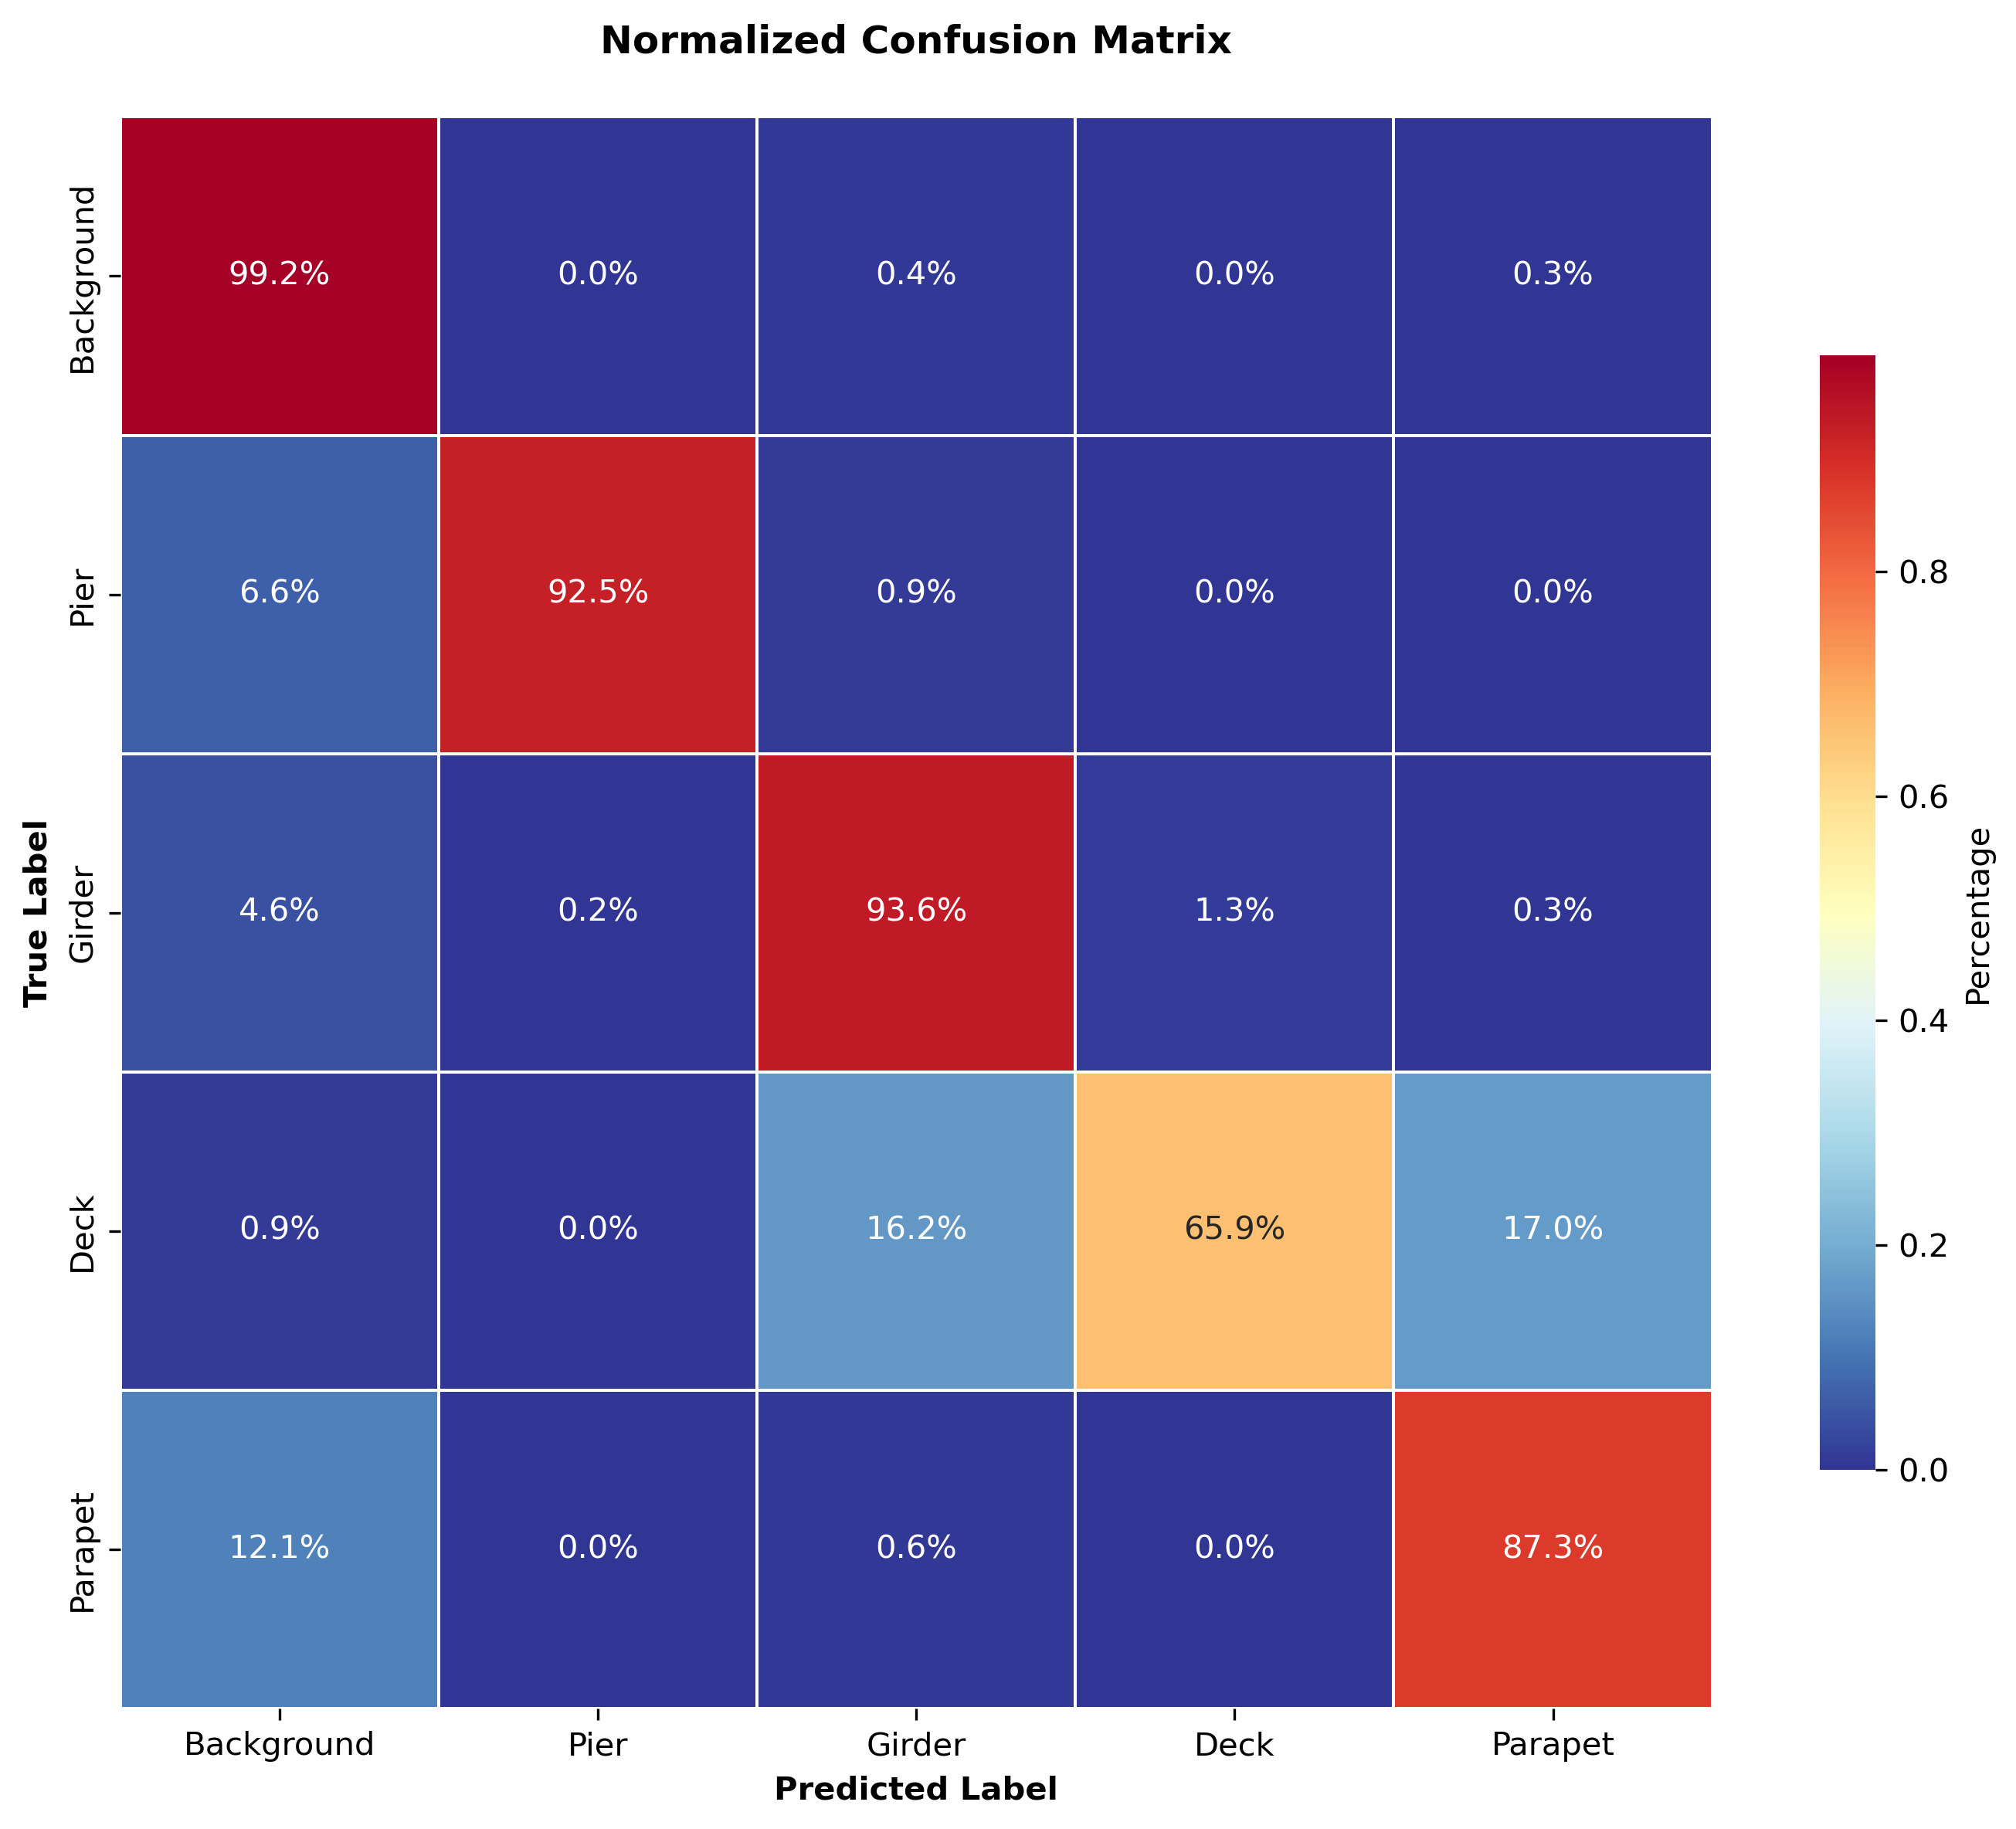 Normalized Confusion Matrix
True Label
Background
99.2% 0.0% 0.4% 0.0% 0.3%
Pier
6.6% 92.5% 0.9% 0.0% 0.0%
Girder
4.6% 0.2% 93.6% 1.3% 0.3%
Deck
0.9% 0.0% 16.2% 65.9% 17.0%
Parapet
12.1% 0.0% 0.6% 0.0% 87.3%
Background Pier Girder Deck Parapet
Predicted Label
0.8
0.6
0.4
0.2
0.0
Percentage